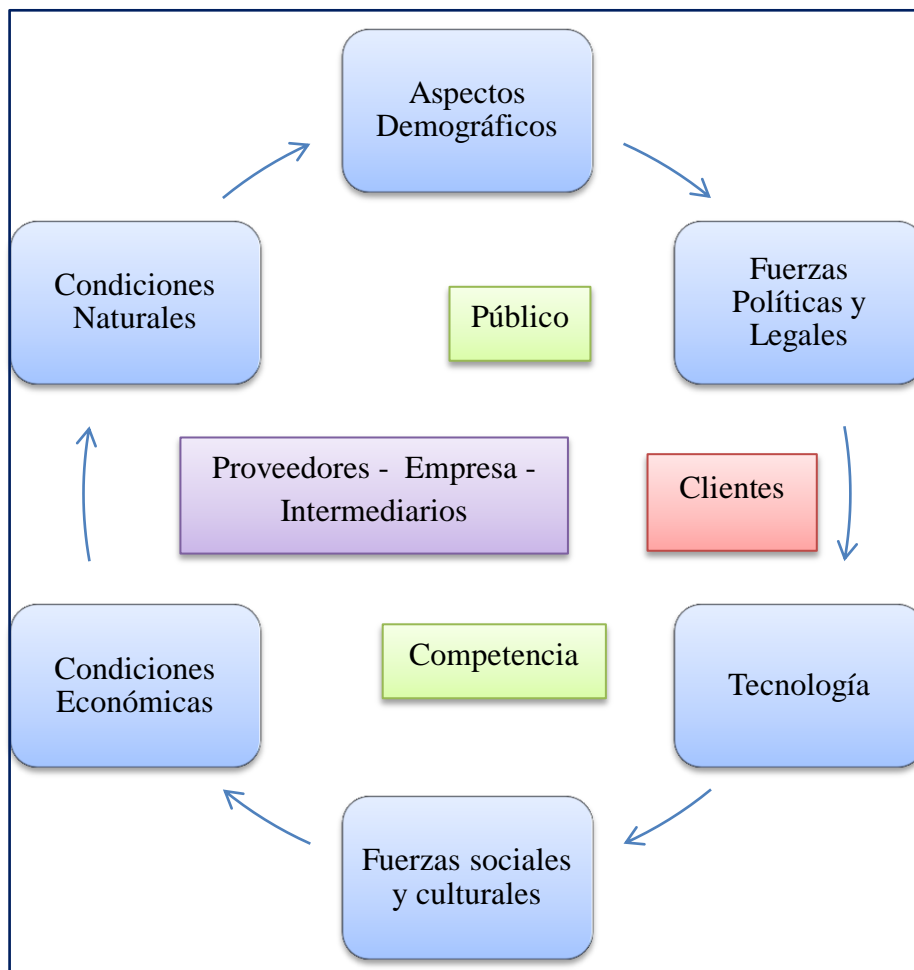 Aspectos
Demográficos
Condiciones
Naturales
Fuerzas
Políticas y
Legales
Público
Proveedores - Empresa -
Intermediarios
Clientes
Condiciones
Económicas
Competencia
Tecnología
Fuerzas sociales
y culturales